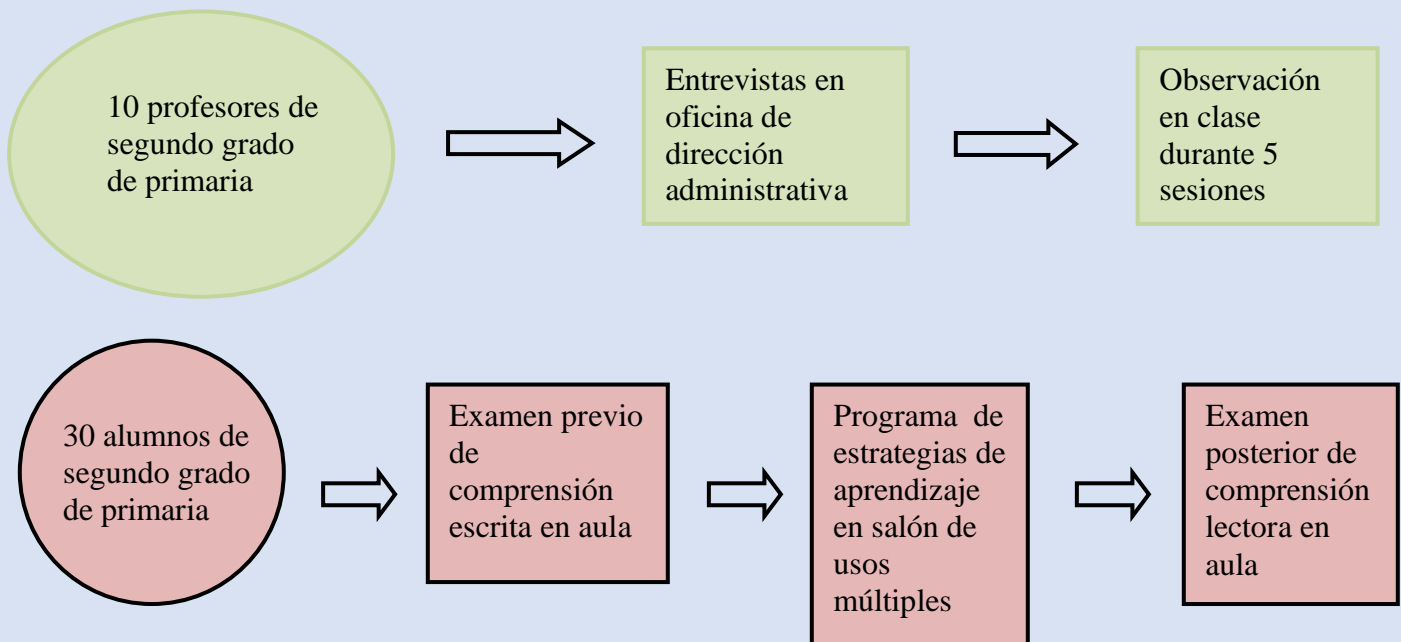 10 profesores de
segundo grado
de primaria
Entrevistas en
oficina de
dirección
administrativa
Observación
en clase
durante 5
sesiones
30 alumnos de
segundo grado
de primaria
Examen previo
de
comprensión
escrita en aula
Programa de
estrategias de
aprendizaje
en salón de
usos
múltiples
Examen
posterior de
comprensión
lectora en
aula